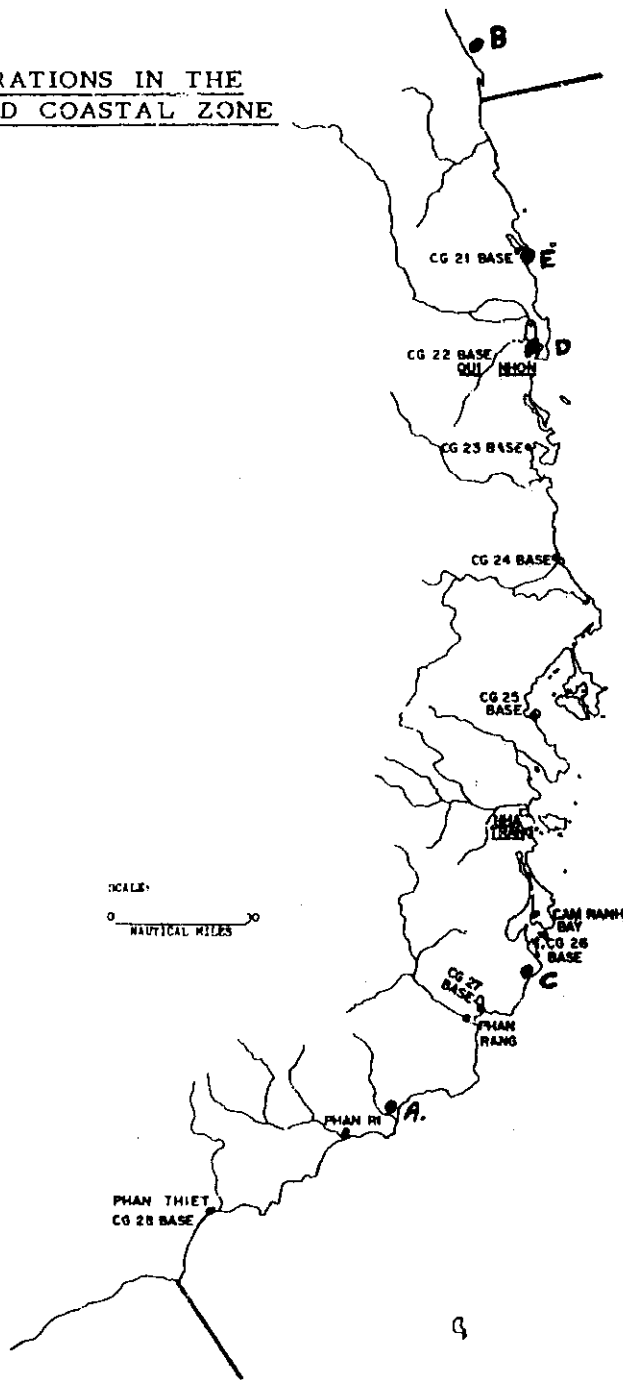 RATIONS IN THE
D COASTAL ZONE
B
CG 21 BASE
E.
D
CG 22 BASE
QUI NHON
CG 23 BASE
CG 24 BASE
CG 25
BASE
NHA
TRANG
SCALE:
0
NAUTICAL MILES
CAM RANH
BAY
CG 26
BASE
C
CG 27
BASE
PHAN
RANG
A.
PHAN RI
PHAN THIET
CG 28 BASE